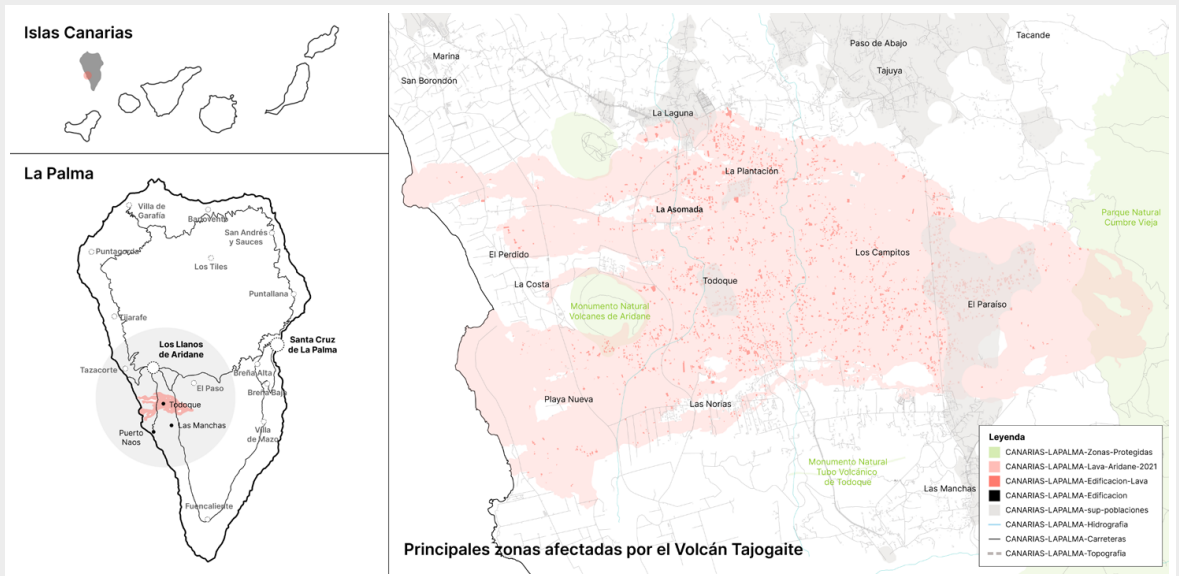 Islas Canarias
La Palma
Villa de
Garafía
Barlovento
San Andrés
y Sauces
Puntagorda
Los Tiles
Puntallana
Tijarafe
Los Llanos
de Aridane
Santa Cruz
de La Palma
Tazacorte
Breña Alta
El Paso
Breña Baja
Todoque
Las Manchas
Puerto
Naos
Villa
de Mazo
Fuencaliente
Marina
San Borondón
Paso de Abajo
Tajuya
Tacande
La Laguna
La Plantación
La Asomada
Parque Natural
Cumbre Vieja
El Perdido
Los Campitos
La Costa
Todoque
Monumento Natural
Volcanes de Aridane
El Paraíso
Playa Nueva
Las Norias
Monumento Natural
Tubo Volcánico
de Todoque
Las Manchas
Principales zonas afectadas por el Volcán Tajogaite
Leyenda
CANARIAS-LAPALMA-Zonas-Protegidas
CANARIAS-LAPALMA-Lava-Aridane-2021
CANARIAS-LAPALMA-Edificacion-Lava
CANARIAS-LAPALMA-Edificacion
CANARIAS-LAPALMA-sup-poblaciones
CANARIAS-LAPALMA-Hidrografia
CANARIAS-LAPALMA-Carreteras
CANARIAS-LAPALMA-Topografia